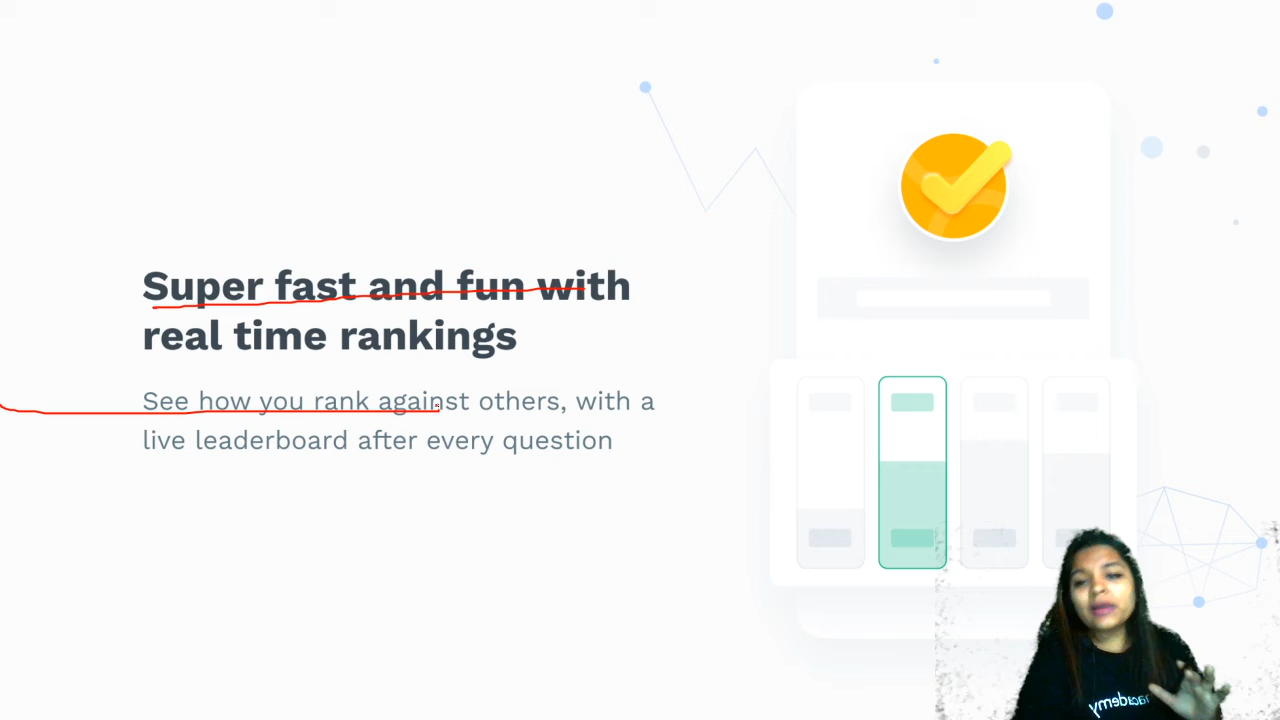 Super fast and fun with
real time rankings
See how you rank against others, with a
live leaderboard after every question